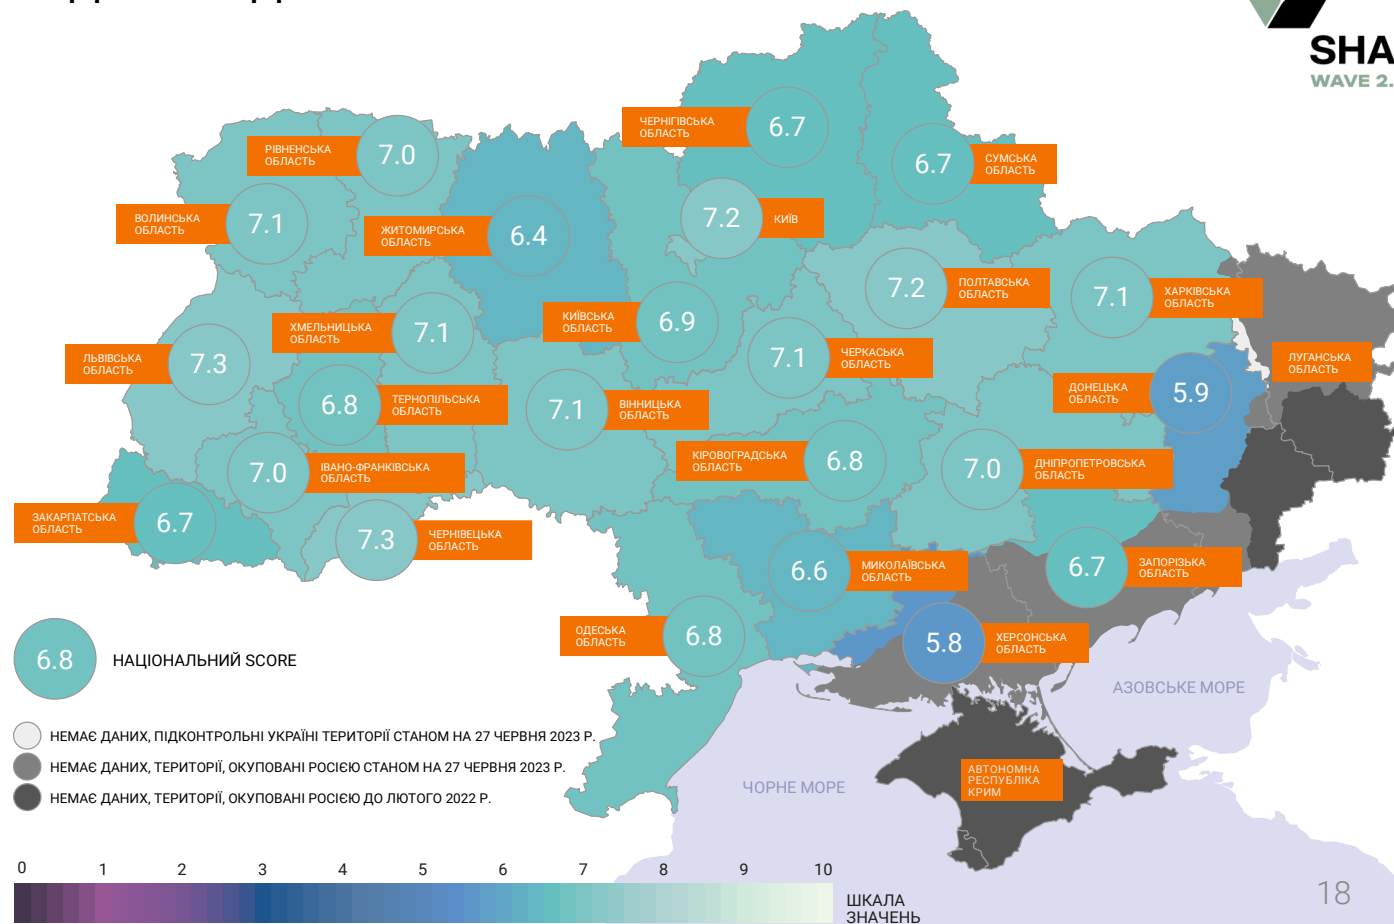 SHA
WAVE 2.
ЧЕРНІГІВСЬКА
ОБЛАСТЬ
6.7
СУМСЬКА
ОБЛАСТЬ
6.7
РІВНЕНСЬКА
ОБЛАСТЬ
7.0
ВОЛИНСЬКА
ОБЛАСТЬ
7.1
ЖИТОМИРСЬКА
ОБЛАСТЬ
6.4
7.2
КИЇВ
7.2
ПОЛТАВСЬКА
ОБЛАСТЬ
7.1
ХАРКІВСЬКА
ОБЛАСТЬ
КИЇВСЬКА
ОБЛАСТЬ
6.9
ХМЕЛЬНИЦЬКА
ОБЛАСТЬ
7.1
ЛЬВІВСЬКА
ОБЛАСТЬ
7.3
7.1
ЧЕРКАСЬКА
ОБЛАСТЬ
ЛУГАНСЬКА
ОБЛАСТЬ
ДОНЕЦЬКА
ОБЛАСТЬ
5.9
6.8
ТЕРНОПІЛЬСЬКА
ОБЛАСТЬ
7.1
ВІННИЦЬКА
ОБЛАСТЬ
КІРОВОГРАДСЬКА
ОБЛАСТЬ
6.8
7.0
ДНІПРОПЕТРОВСЬКА
ОБЛАСТЬ
7.0
ІВАНО-ФРАНКІВСЬКА
ОБЛАСТЬ
ЗАКАРПАТСЬКА
ОБЛАСТЬ
6.7
7.3
ЧЕРНІВЕЦЬКА
ОБЛАСТЬ
6.6
МИКОЛАЇВСЬКА
ОБЛАСТЬ
6.7
ЗАПОРІЗЬКА
ОБЛАСТЬ
ОДЕСЬКА
ОБЛАСТЬ
6.8
5.8
ХЕРСОНСЬКА
ОБЛАСТЬ
6.8
НАЦІОНАЛЬНИЙ SCORE
АЗОВСЬКЕ МОРЕ
НЕМАЄ ДАНИХ, ПІДКОНТРОЛЬНІ УКРАЇНІ ТЕРИТОРІЇ СТАНОМ НА 27 ЧЕРВНЯ 2023 Р.
НЕМАЄ ДАНИХ, ТЕРИТОРІЇ, ОКУПОВАНІ РОСІЄЮ СТАНОМ НА 27 ЧЕРВНЯ 2023 Р.
НЕМАЄ ДАНИХ, ТЕРИТОРІЇ, ОКУПОВАНІ РОСІЄЮ ДО ЛЮТОГО 2022 Р.
ЧОРНЕ МОРЕ
АВТОНОМНА
РЕСПУБЛІКА
КРИМ
0 1 2 3 4 5 6 7 8 9 10
ШКАЛА
ЗНАЧЕНЬ
18